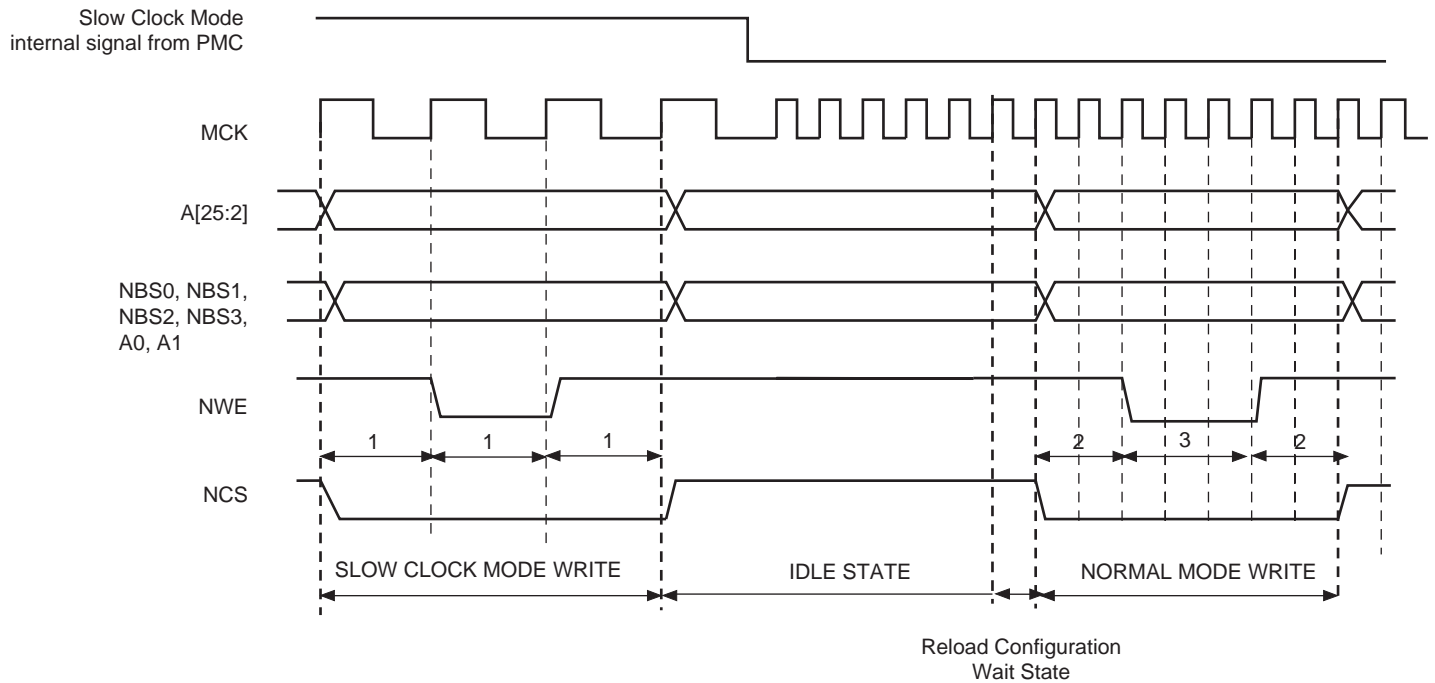 Slow Clock Mode
internal signal from PMC
MCK
A[25:2]
NBS0, NBS1,
NBS2, NBS3,
A0, A1
NWE
1 1 1 2 3 2
NCS
SLOW CLOCK MODE WRITE IDLE STATE NORMAL MODE WRITE
Reload Configuration
Wait State